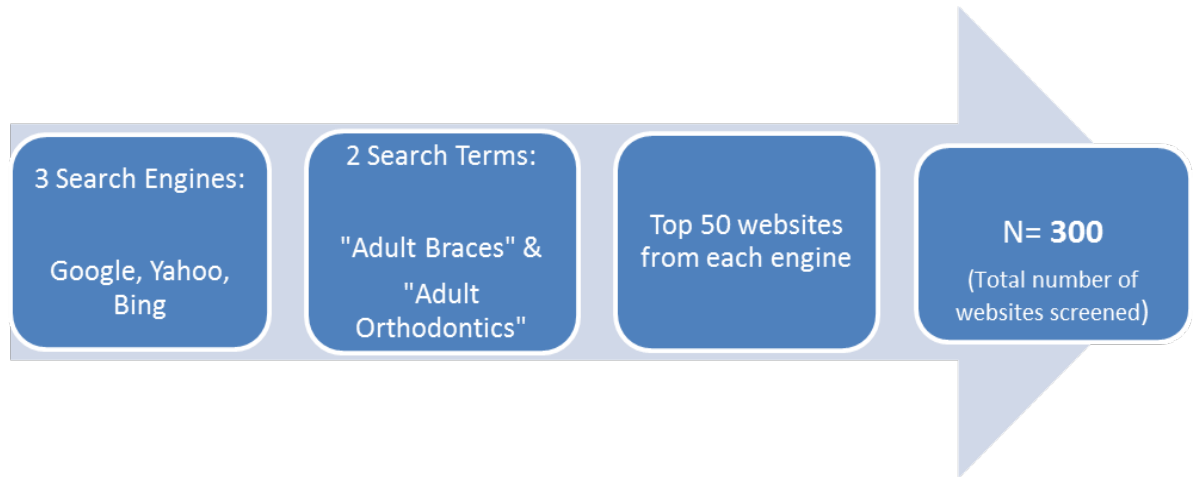 3 Search Engines:
Google, Yahoo,
Bing
2 Search Terms:
"Adult Braces" &
"Adult
Orthodontics"
Top 50 websites
from each engine
N= 300
(Total number of
websites screened)